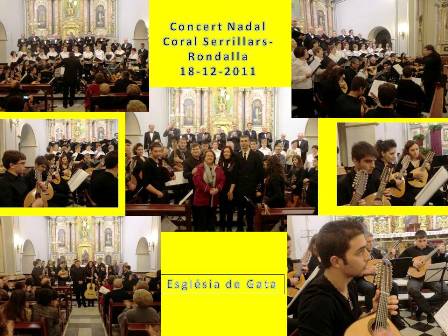 Concert Nadal
Coral Serrillars-
Rondalla
18-12-2011
Església de Gata